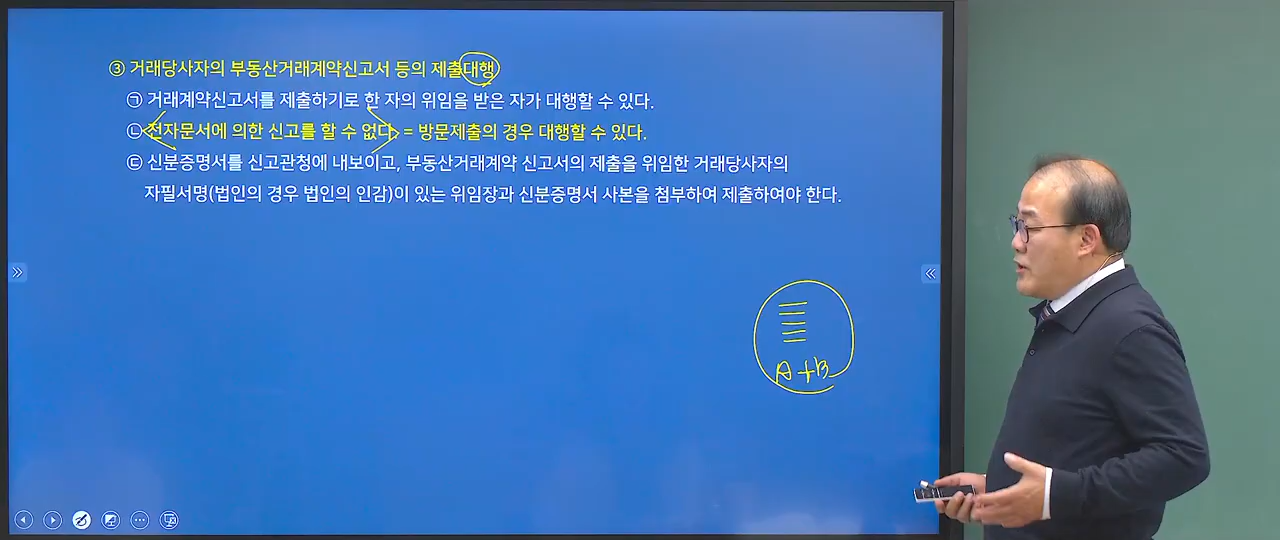 ③ 거래당사자의 부동산거래계약신고서 등의 제출대행
㉠ 거래계약신고서를 제출하기로 한 자의 위임을 받은 자가 대행할 수 있다.
㉡ 전자문서에 의한 신고를 할 수 없다 = 방문제출의 경우 대행할 수 있다.
㉢ 신분증명서를 신고관청에 내보이고, 부동산거래계약 신고서의 제출을 위임한 거래당사자의
자필서명(법인의 경우 법인의 인감)이 있는 위임장과 신분증명서 사본을 첨부하여 제출하여야 한다.
A+B